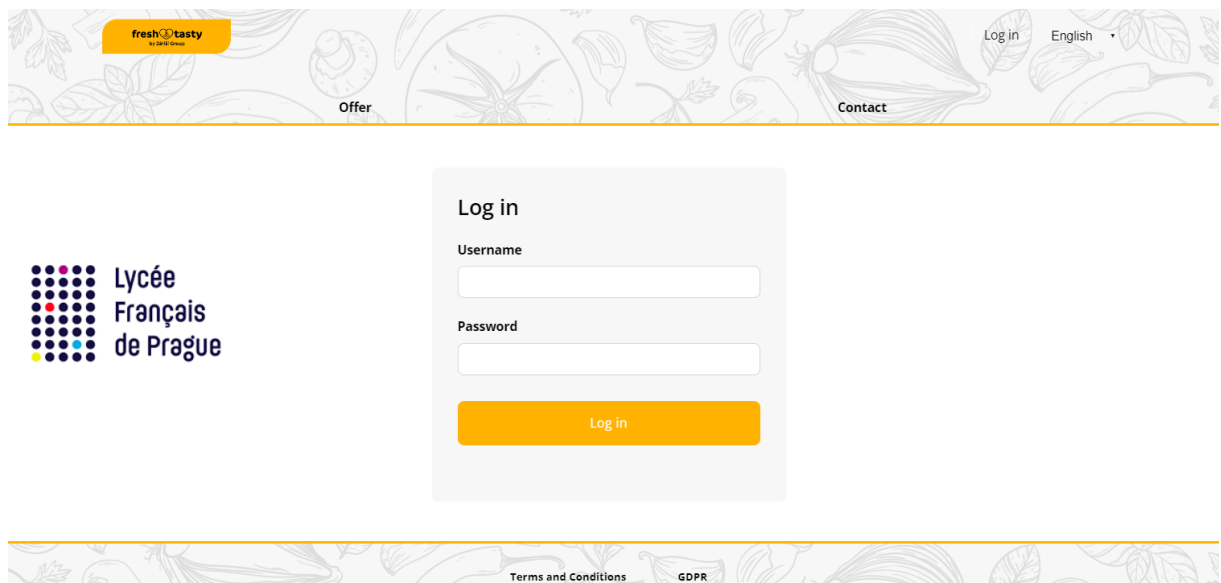 fresh tasty
by Zátiší Group
Log in
English
Offer
Contact
Log in
Username
Password
Log in
Lycée
Français
de Prague
Terms and Conditions
GDPR